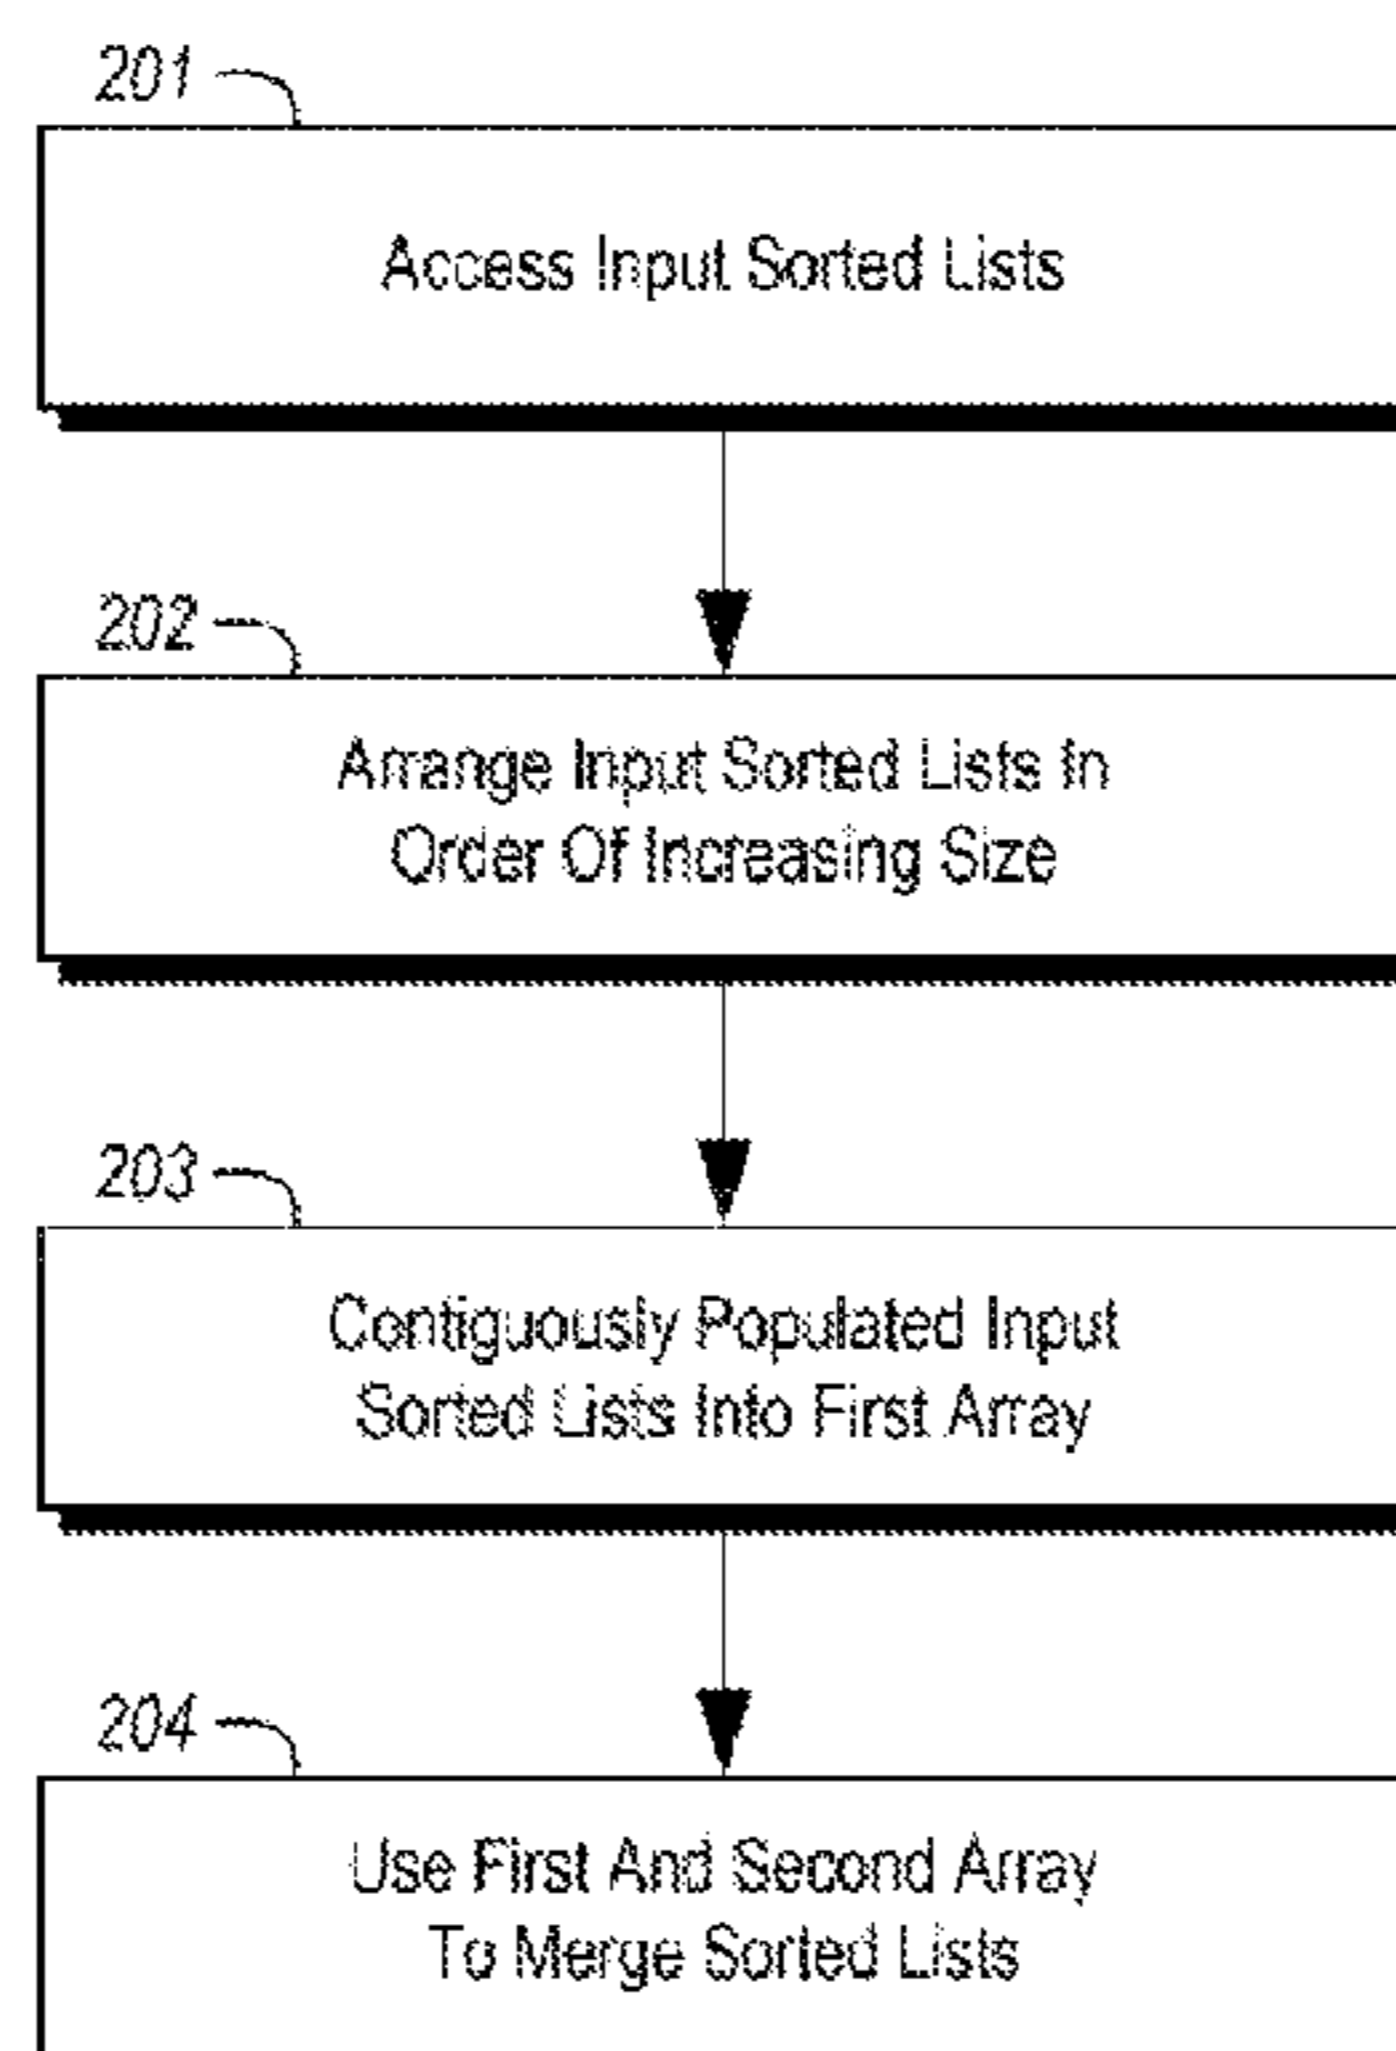 201
Access Input Sorted Lists
202
Arrange Input Sorted Lists In
Order Of Increasing Size
203
Contiguously Populated Input
Sorted Lists Into First Array
204
Use First And Second Array
To Merge Sorted Lists